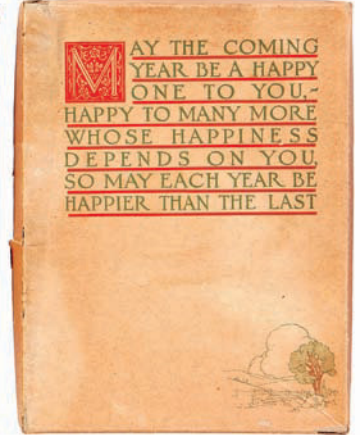 MAY THE COMING
YEAR BE A HAPPY
ONE TO YOU,-
HAPPY TO MANY MORE
WHOSE HAPPINESS
DEPENDS ON YOU,
SO MAY EACH YEAR BE
HAPPIER THAN THE LAST